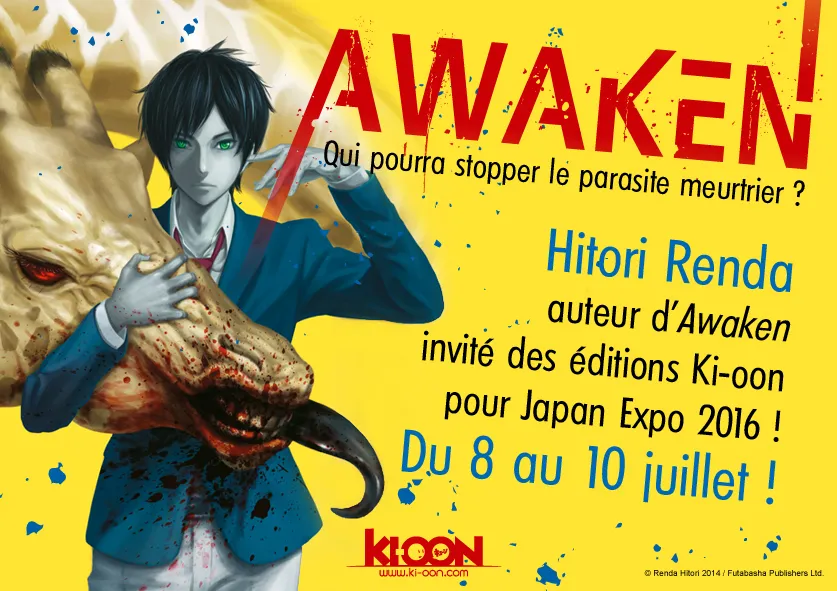 AWAKEN
Qui pourra stopper le parasite meurtrier ?
Hitori Renda
auteur d'Awaken
invité des éditions Ki-oon
pour Japan Expo 2016 !
Du 8 au 10 juillet !
KI-OON
www.ki-oon.com
© Renda Hitori 2014 / Futabasha Publishers Ltd.